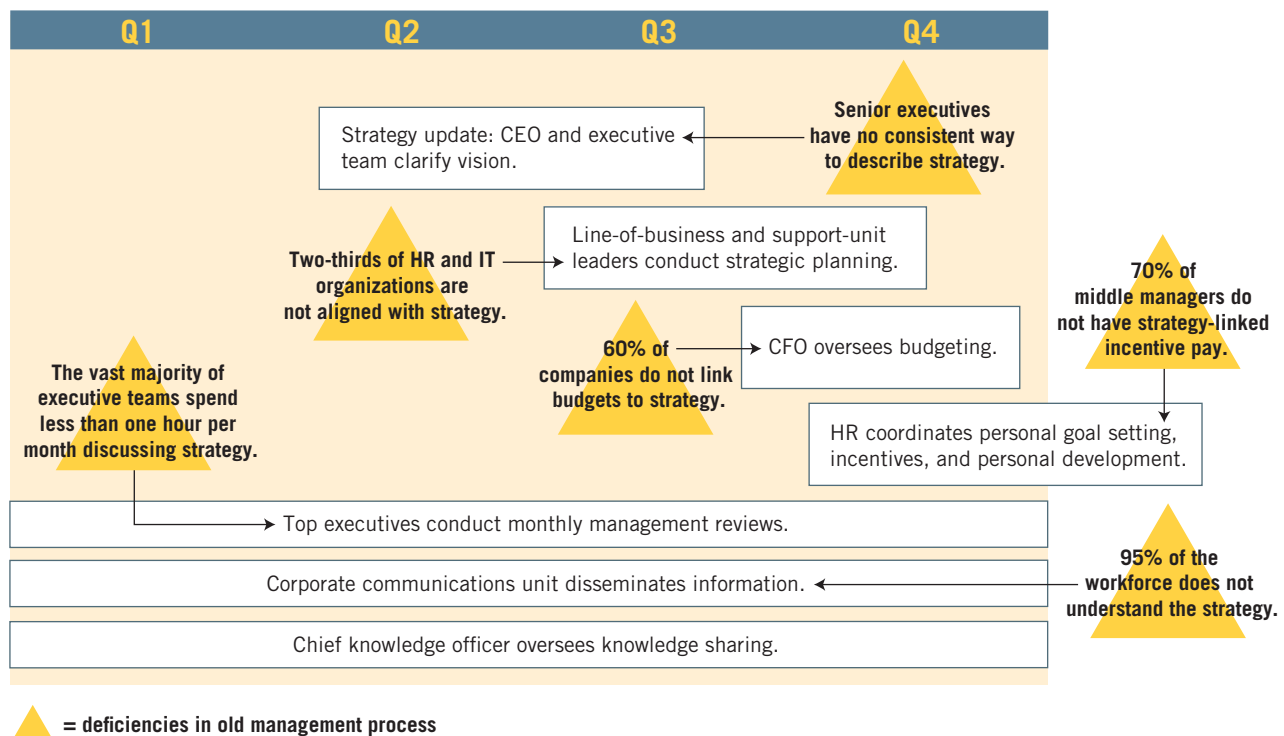 Q1
Q2
Q3
Q4
Senior executives
have no consistent way
to describe strategy.
Strategy update: CEO and executive
team clarify vision.
Two-thirds of HR and IT
organizations are
not aligned with strategy.
Line-of-business and support-unit
leaders conduct strategic planning.
70% of
middle managers do
not have strategy-linked
incentive pay.
60% of
companies do not link
budgets to strategy.
CFO oversees budgeting.
The vast majority of
executive teams spend
less than one hour per
month discussing strategy.
HR coordinates personal goal setting,
incentives, and personal development.
Top executives conduct monthly management reviews.
Corporate communications unit disseminates information.
95% of the
workforce does not
understand the strategy.
Chief knowledge officer oversees knowledge sharing.
= deficiencies in old management process